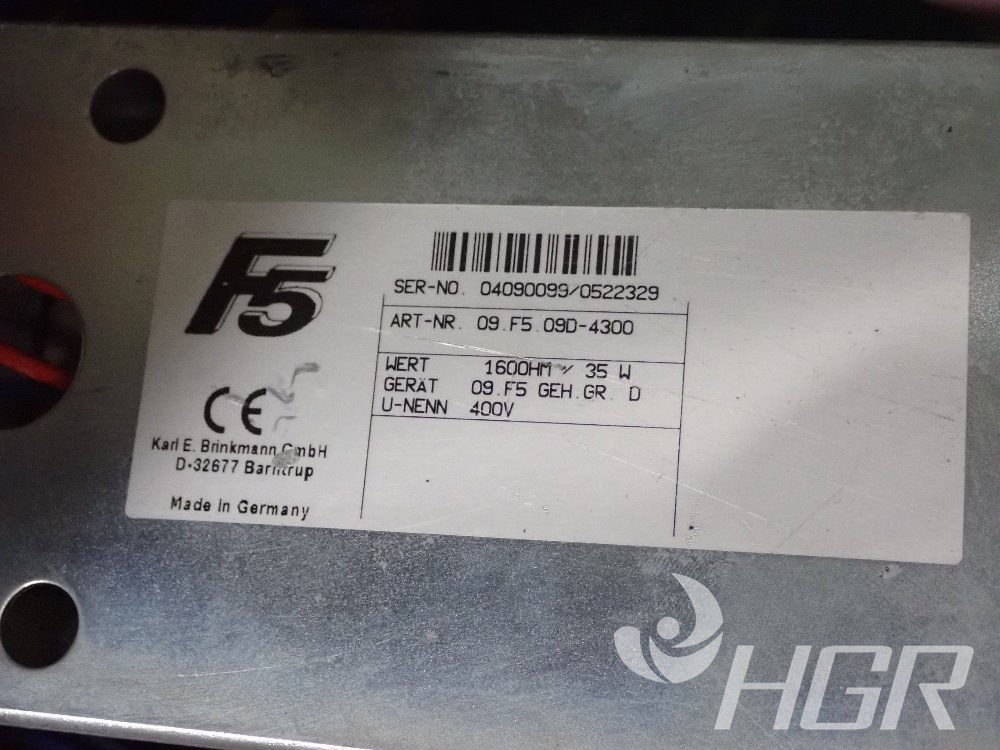 F5
SER-NO. 04090099/0522329
ART-NR. 09.F5.09D-4300
WERT 160OHM / 35 W
GERÄT 09.F5 GEH.GR. D
U-NENN 400V
CE
Karl E. Brinkmann GmbH
D-32677 Barntrup
Made in Germany
HGR